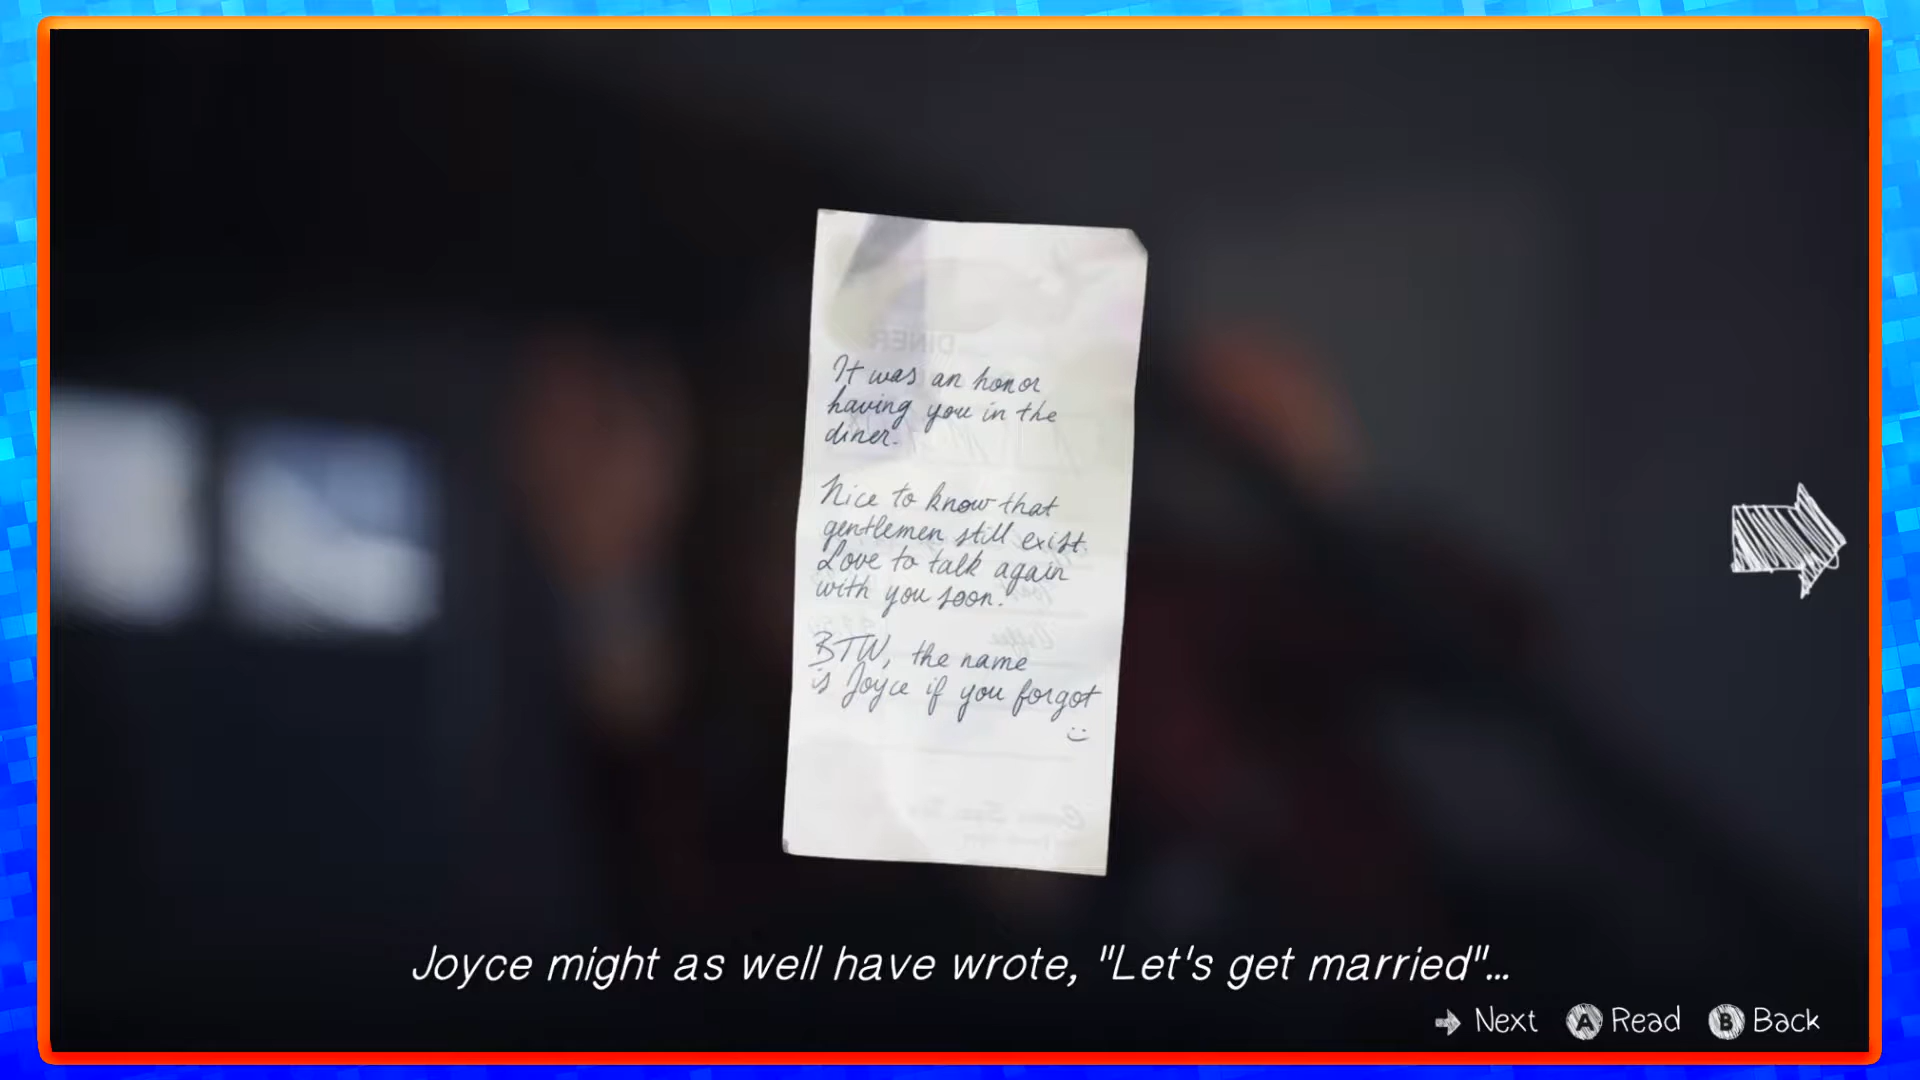 DINER
It was an honor
having you in the
diner.
Nice to know that
gentlemen still exist.
Love to talk again
with you soon.
BTW, the name
is Joyce if you forgot
:)
Joyce might as well have wrote, "Let's get married"...
Next A Read B Back